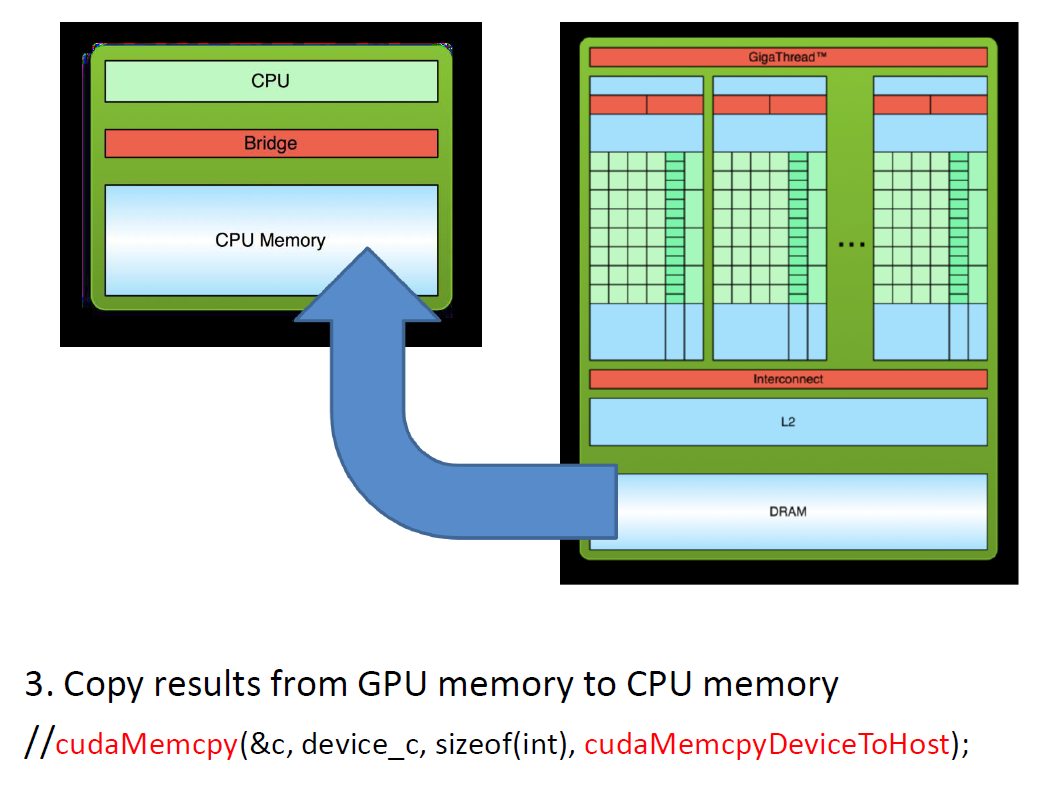 CPU
Bridge
CPU Memory
GigaThread™
...
Interconnect
L2
DRAM
3. Copy results from GPU memory to CPU memory
//cudaMemcpy(&c, device_c, sizeof(int), cudaMemcpyDeviceToHost);